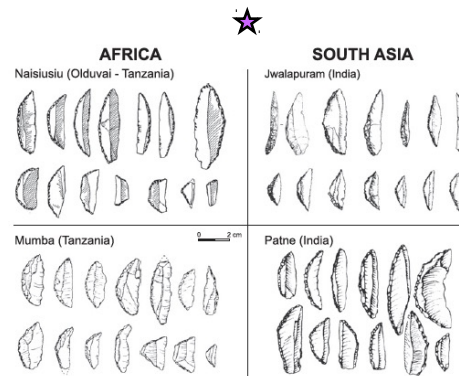 AFRICA
SOUTH ASIA
Naisiusiu (Olduvai - Tanzania)
Jwalapuram (India)
Mumba (Tanzania)
0 2 cm
Patne (India)